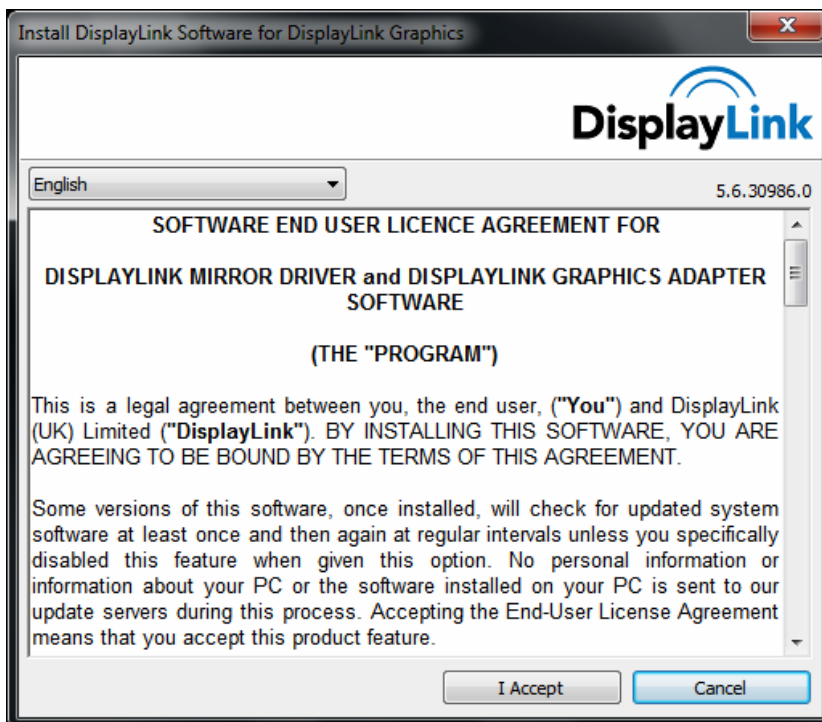 Install DisplayLink Software for DisplayLink Graphics
X
DisplayLink
English
5.6.30986.0
SOFTWARE END USER LICENCE AGREEMENT FOR
DISPLAYLINK MIRROR DRIVER and DISPLAYLINK GRAPHICS ADAPTER
SOFTWARE
(THE "PROGRAM")
This is a legal agreement between you, the end user, ("You") and DisplayLink
(UK) Limited ("DisplayLink"). BY INSTALLING THIS SOFTWARE, YOU ARE
AGREEING TO BE BOUND BY THE TERMS OF THIS AGREEMENT.
Some versions of this software, once installed, will check for updated system
software at least once and then again at regular intervals unless you specifically
disabled this feature when given this option. No personal information or
information about your PC or the software installed on your PC is sent to our
update servers during this process. Accepting the End-User License Agreement
means that you accept this product feature.
I Accept
Cancel